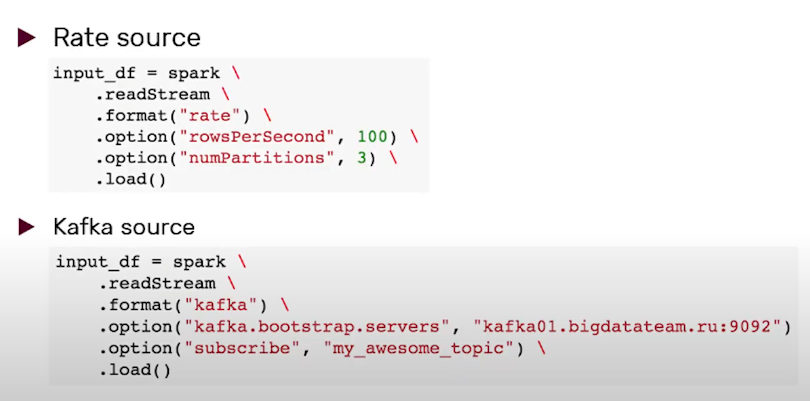 Rate source
input_df = spark \
.readStream \
.format("rate") \
.option("rowsPerSecond", 100) \
.option("numPartitions", 3) \
.load()
Kafka source
input_df = spark \
.readStream \
.format("kafka") \
.option("kafka.bootstrap.servers", "kafka01.bigdatateam.ru:9092")
.option("subscribe", "my_awesome_topic") \
.load()